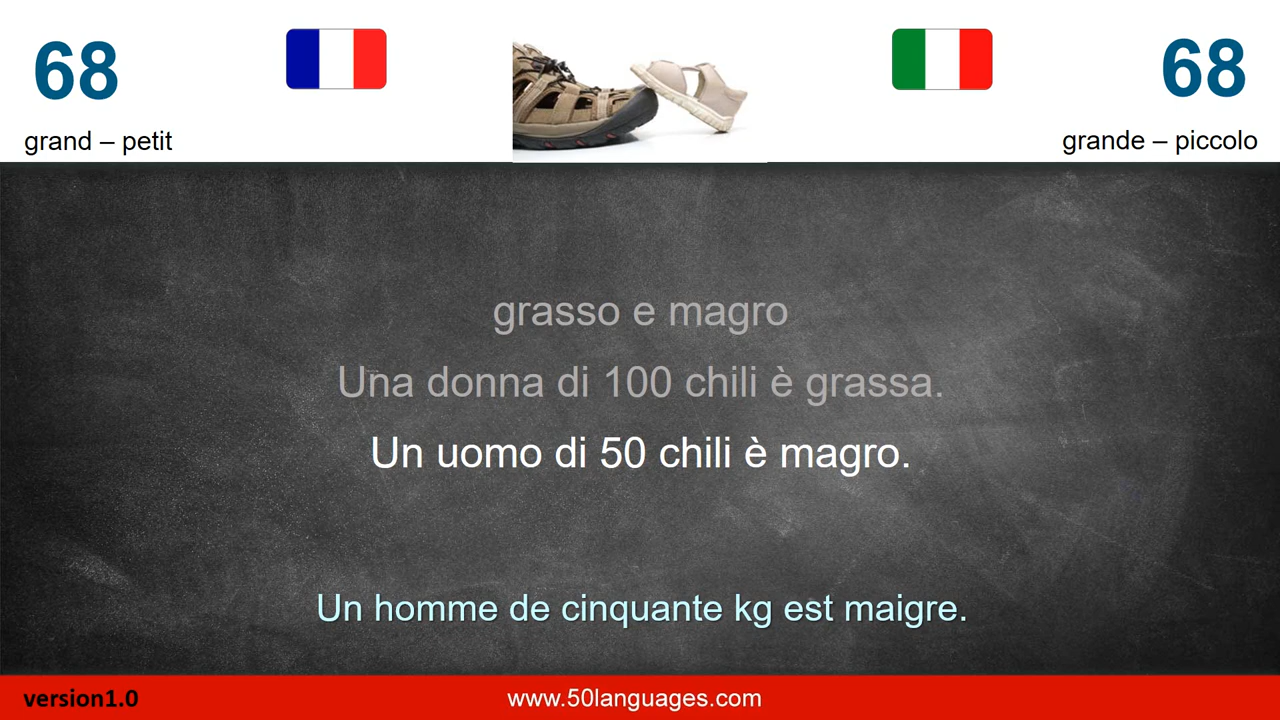 68
68
grand – petit
grande – piccolo
grasso e magro
Una donna di 100 chili è grassa.
Un uomo di 50 chili è magro.
Un homme de cinquante kg est maigre.
version1.0
www.50languages.com